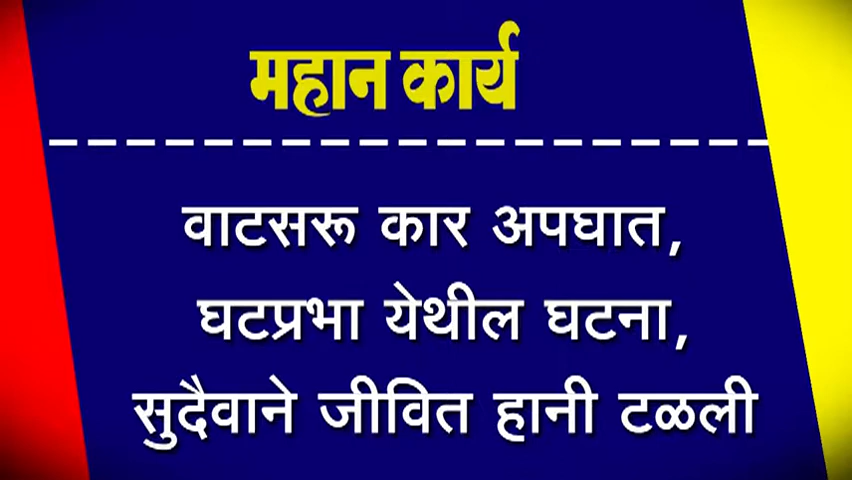 महान कार्य
वाटसरू कार अपघात,
घटप्रभा येथील घटना,
सुदैवाने जीवित हानी टळली